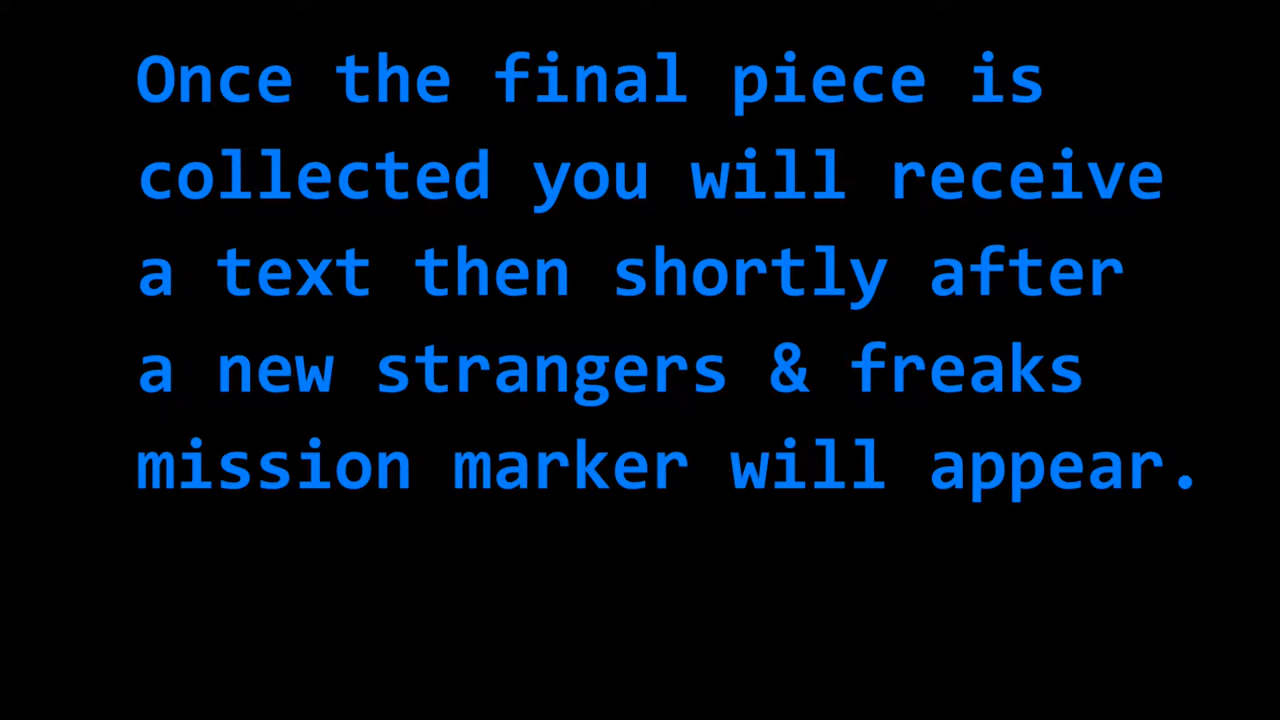 Once the final piece is
collected you will receive
a text then shortly after
a new strangers & freaks
mission marker will appear.